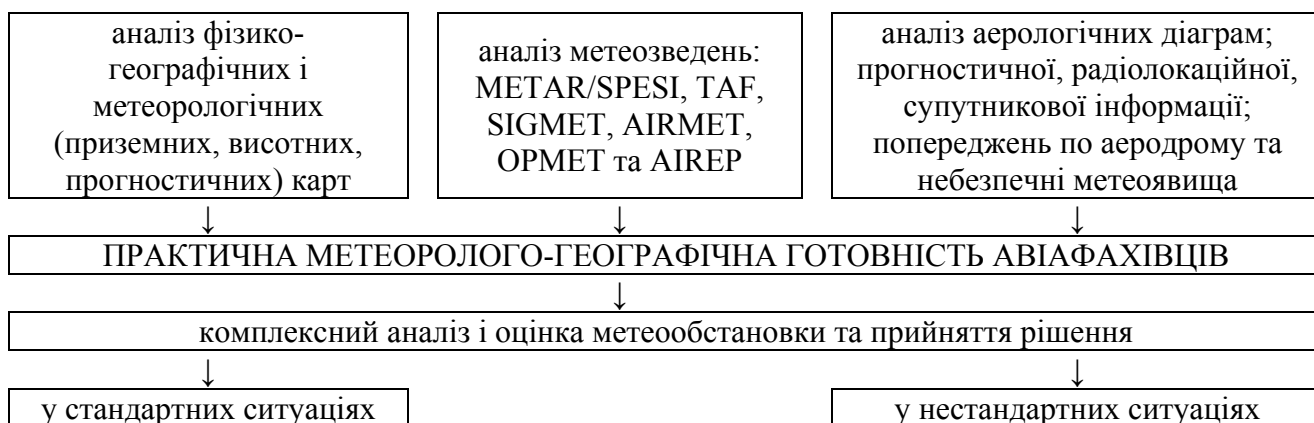 аналіз фізико-
географічних і
метеорологічних
(приземних, висотних,
прогностичних) карт
аналіз метеозведень:
METAR/SPESI, TAF,
SIGMET, AIRMET,
OPMET та AIREP
аналіз аерологічних діаграм;
прогностичної, радіолокаційної,
супутникової інформації;
попереджень по аеродрому та
небезпечні метеоявища
↓ ↓ ↓
ПРАКТИЧНА МЕТЕОРОЛОГО-ГЕОГРАФІЧНА ГОТОВНІСТЬ АВІАФАХІВЦІВ
↓
комплексний аналіз і оцінка метеообстановки та прийняття рішення
↓ ↓
у стандартних ситуаціях
у нестандартних ситуаціях